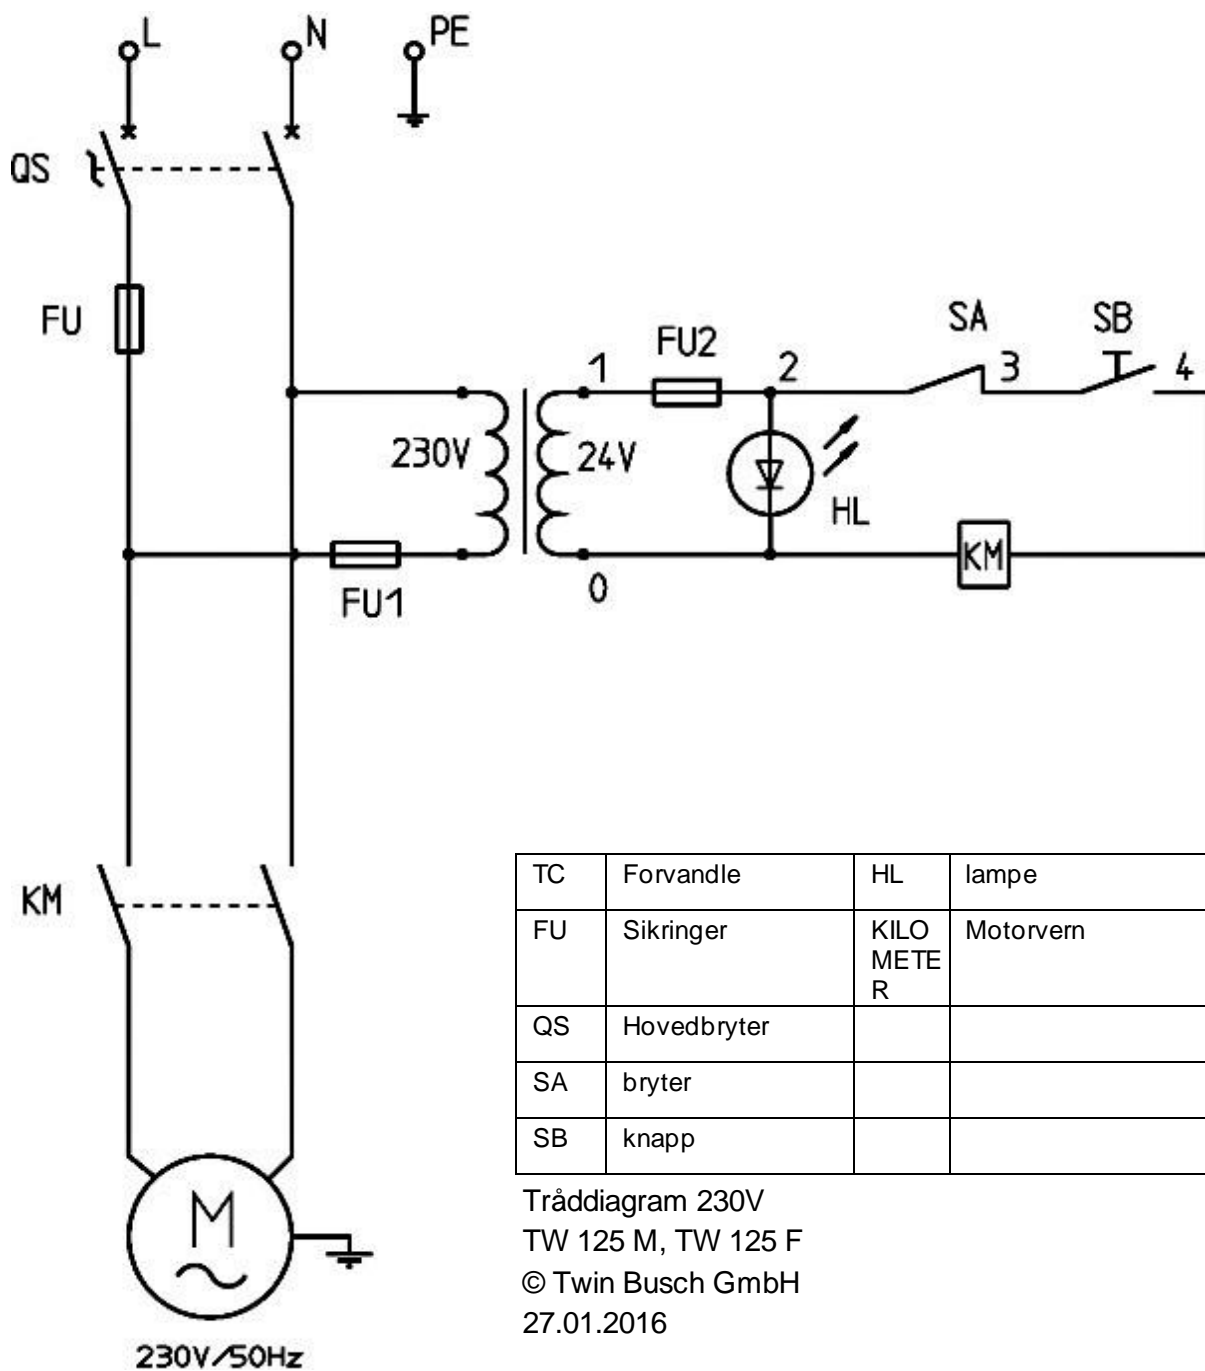 L N PE
QS
FU
SA SB
1 FU2 2 3 4
230V 24V
HL
KM
FU1 0
KM
TC Forvandle HL lampe
FU Sikringer KILO Motorvern
METE
R
QS Hovedbryter
SA bryter
SB knapp
M
Tråddiagram 230V
TW 125 M, TW 125 F
© Twin Busch GmbH
27.01.2016
230V/50Hz